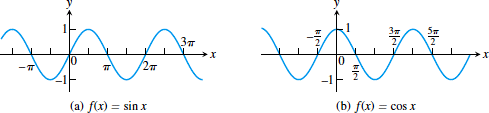 y
1
3π
-π
0
π
2π
x
-1
(a) f(x) = sin x
y
1
-π/2
3π/2
5π/2
0
π/2
x
-1
(b) f(x) = cos x